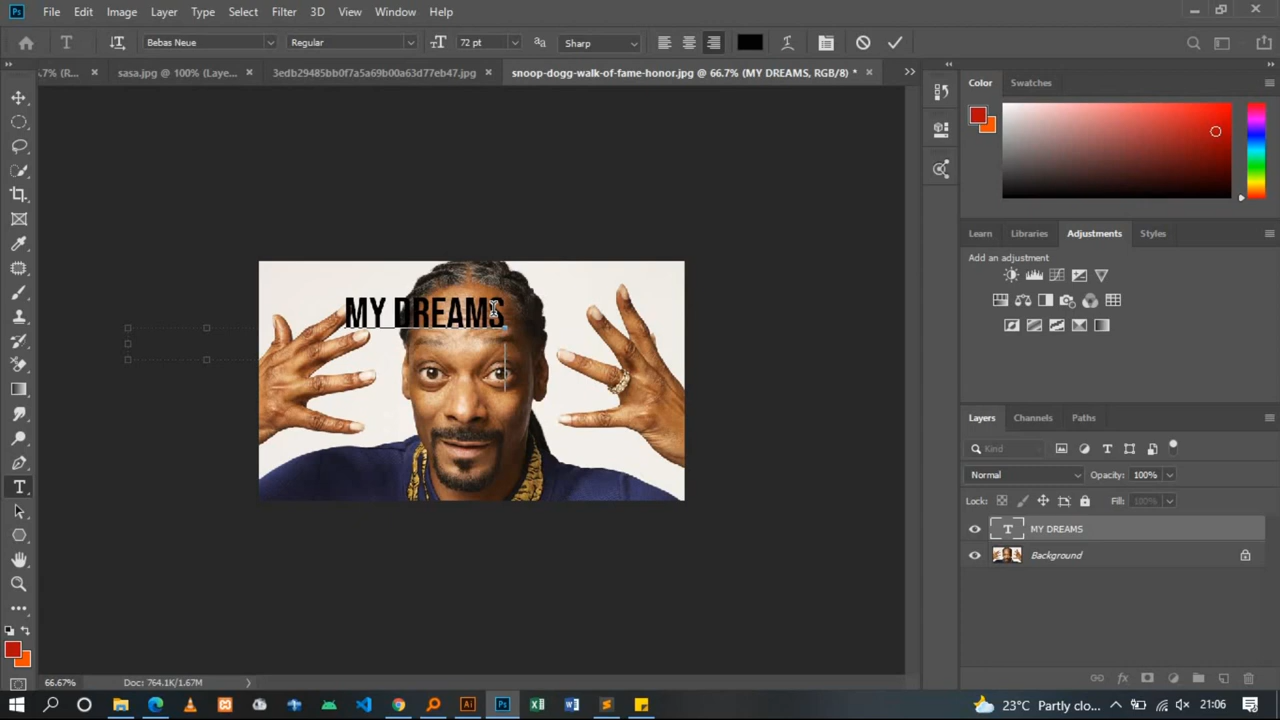 Ps File Edit Image Layer Type Select Filter 3D View Window Help
T Bebas Neue Regular 72 pt Sharp
.7% (R... sasa.jpg @ 100% (Laye... 3edb29485bb0f7a5a69b00a63d77eb47.jpg snoop-dogg-walk-of-fame-honor.jpg @ 66.7% (MY DREAMS, RGB/8) *
Color Swatches
Learn Libraries Adjustments Styles
Add an adjustment
MY DREAMS
Layers Channels Paths
Kind
Normal Opacity: 100%
Lock: Fill: 100%
T MY DREAMS
Background
66.67% Doc: 764.1K/1.67M
23°C Partly clo... 21:06